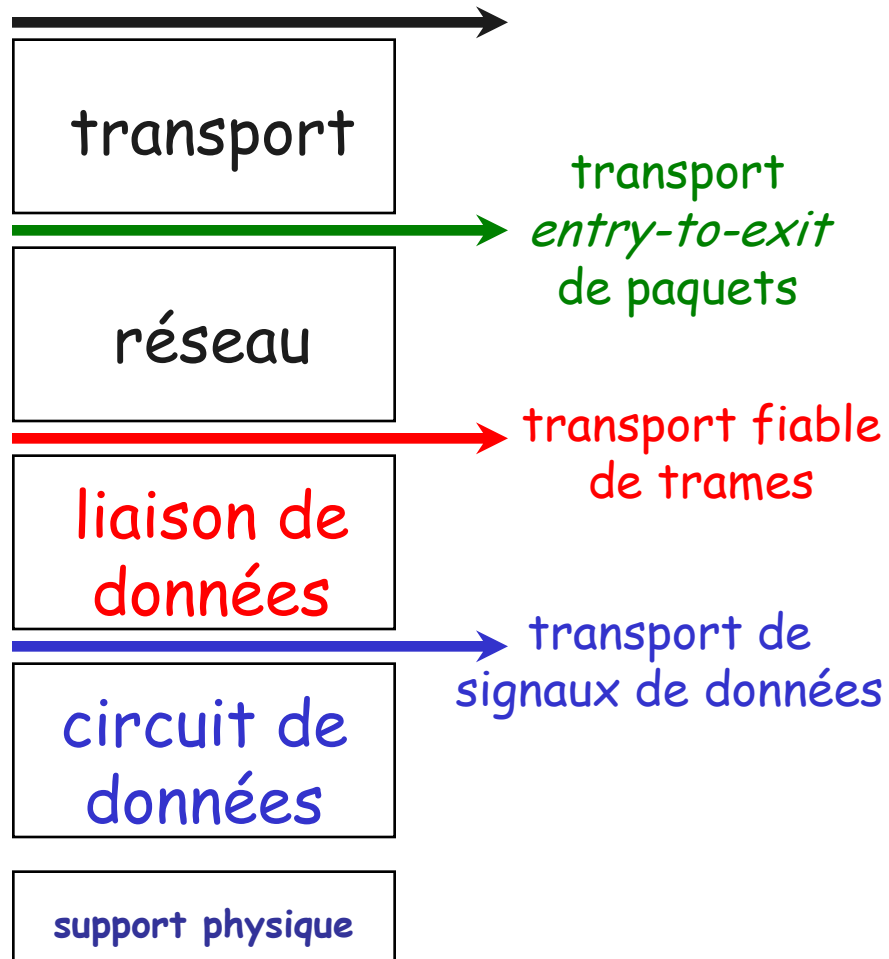 transport
transport
entry-to-exit
de paquets
réseau
transport fiable
de trames
liaison de
données
transport de
signaux de données
circuit de
données
support physique